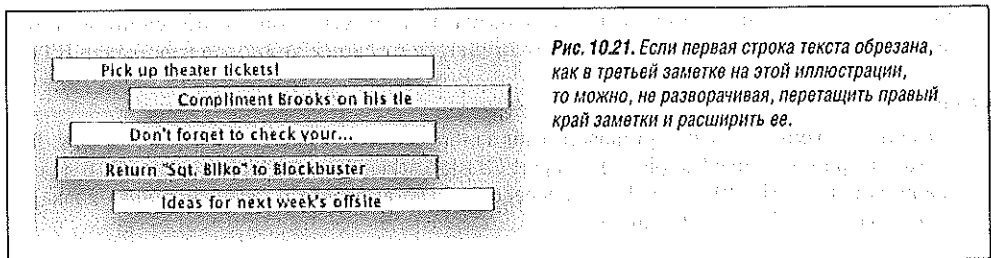 Pick up theater tickets!
Compliment Brooks on his tie
Don't forget to check your...
Return "Sgt. Bilko" to Blockbuster
Ideas for next week's offsite
Рис. 10.21. Если первая строка текста обрезана,
как в третьей заметке на этой иллюстрации,
то можно, не разворачивая, перетащить правый
край заметки и расширить ее.